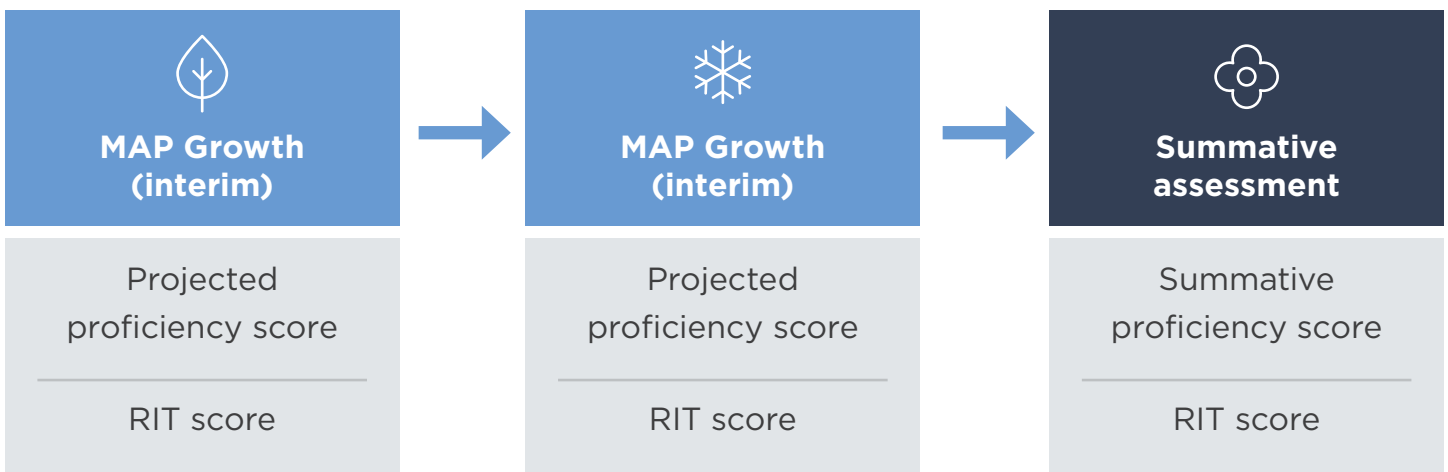 MAP Growth
(interim)
Projected
proficiency score
RIT score
MAP Growth
(interim)
Projected
proficiency score
RIT score
Summative
assessment
Summative
proficiency score
RIT score